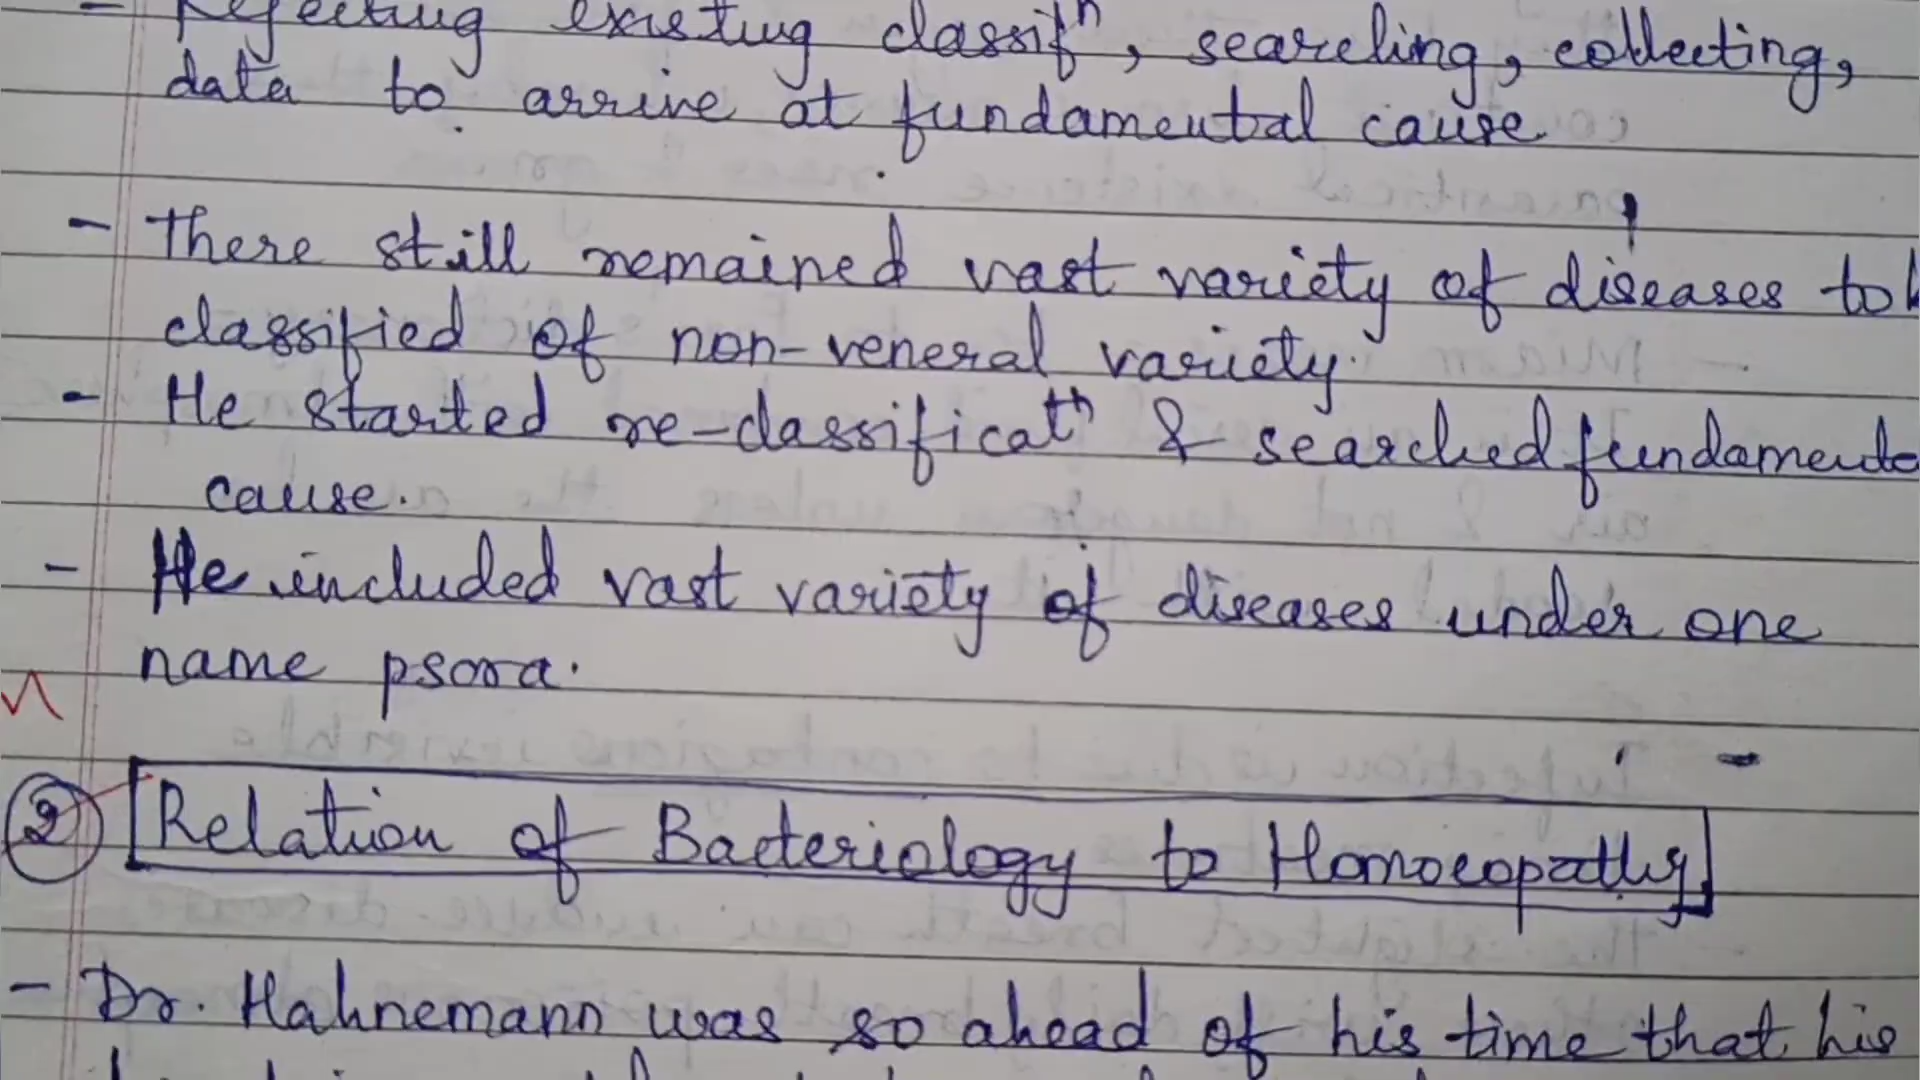 - Rejecting existing classifn, searching, collecting,
data to arrive at fundamental cause.
- There still remained vast variety of diseases to
classified of non-veneral variety.
- He started re-classificatn & searched fundamenta
cause.
- He included vast variety of diseases under one
name psora.
2 Relation of Bacteriology to Homoeopathy
- Dr. Hahnemann was so ahead of his time that his